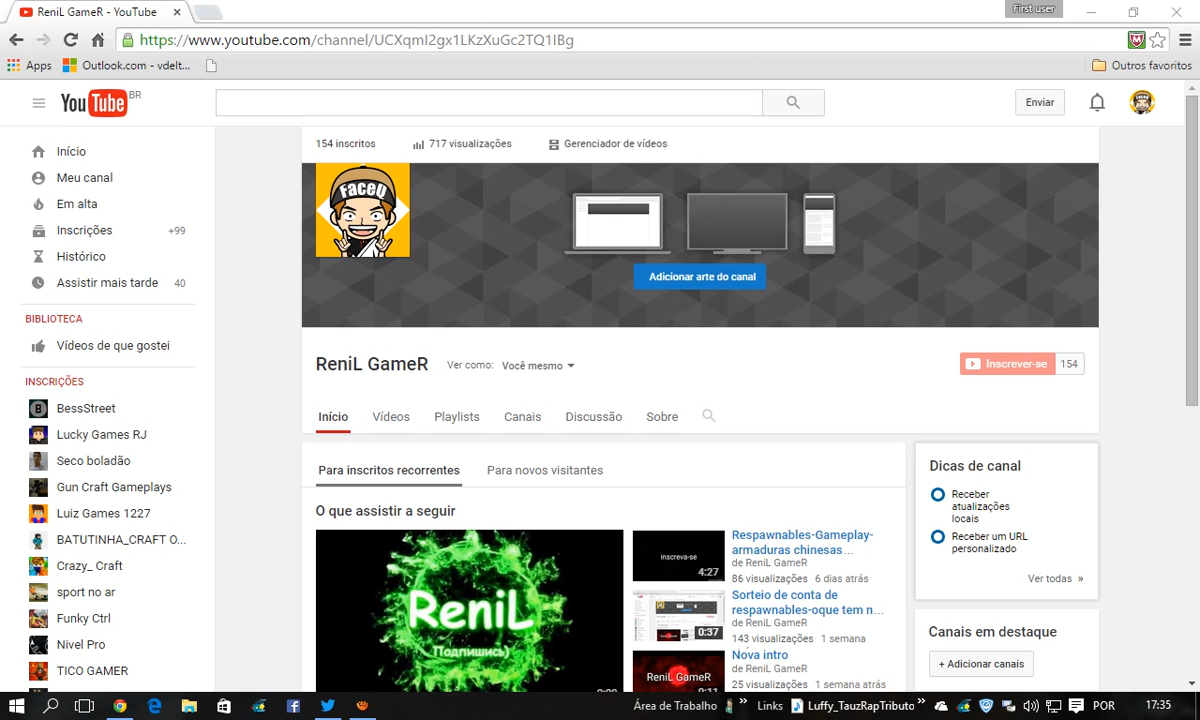 ReniL GameR - YouTube
First user
https://www.youtube.com/channel/UCXqmI2gx1LKzXuGc2TQ1IBg
Apps
Outlook.com - vdelt...
Outros favoritos
You Tube BR
Enviar
Início
Meu canal
Em alta
Inscrições +99
Histórico
Assistir mais tarde 40
BIBLIOTECA
Vídeos de que gostei
INSCRIÇÕES
BessStreet
Lucky Games RJ
Seco boladão
Gun Craft Gameplays
Luiz Games 1227
BATUTINHA_CRAFT O...
Crazy_ Craft
sport no ar
Funky Ctrl
Nivel Pro
TICO GAMER
154 inscritos
717 visualizações
Gerenciador de vídeos
FACEU
Adicionar arte do canal
ReniL GameR
Ver como: Você mesmo
Inscrever-se 154
Início Vídeos Playlists Canais Discussão Sobre
Para inscritos recorrentes
Para novos visitantes
O que assistir a seguir
ReniL
Подпишись)
inscreva-se
4:27
Respawnables-Gameplay-
armaduras chinesas...
de ReniL GameR
86 visualizações 6 dias atrás
0:37
Sorteio de conta de
respawnables-oque tem n...
de ReniL GameR
143 visualizações 1 semana
ReniL GameR
0:11
Nova intro
de ReniL GameR
25 visualizações 1 semana atrás
Dicas de canal
Receber
atualizações
locais
Receber um URL
personalizado
Ver todas »
Canais em destaque
+ Adicionar canais
Área de Trabalho »
Links
Luffy_TauzRapTributo »
POR
17:35